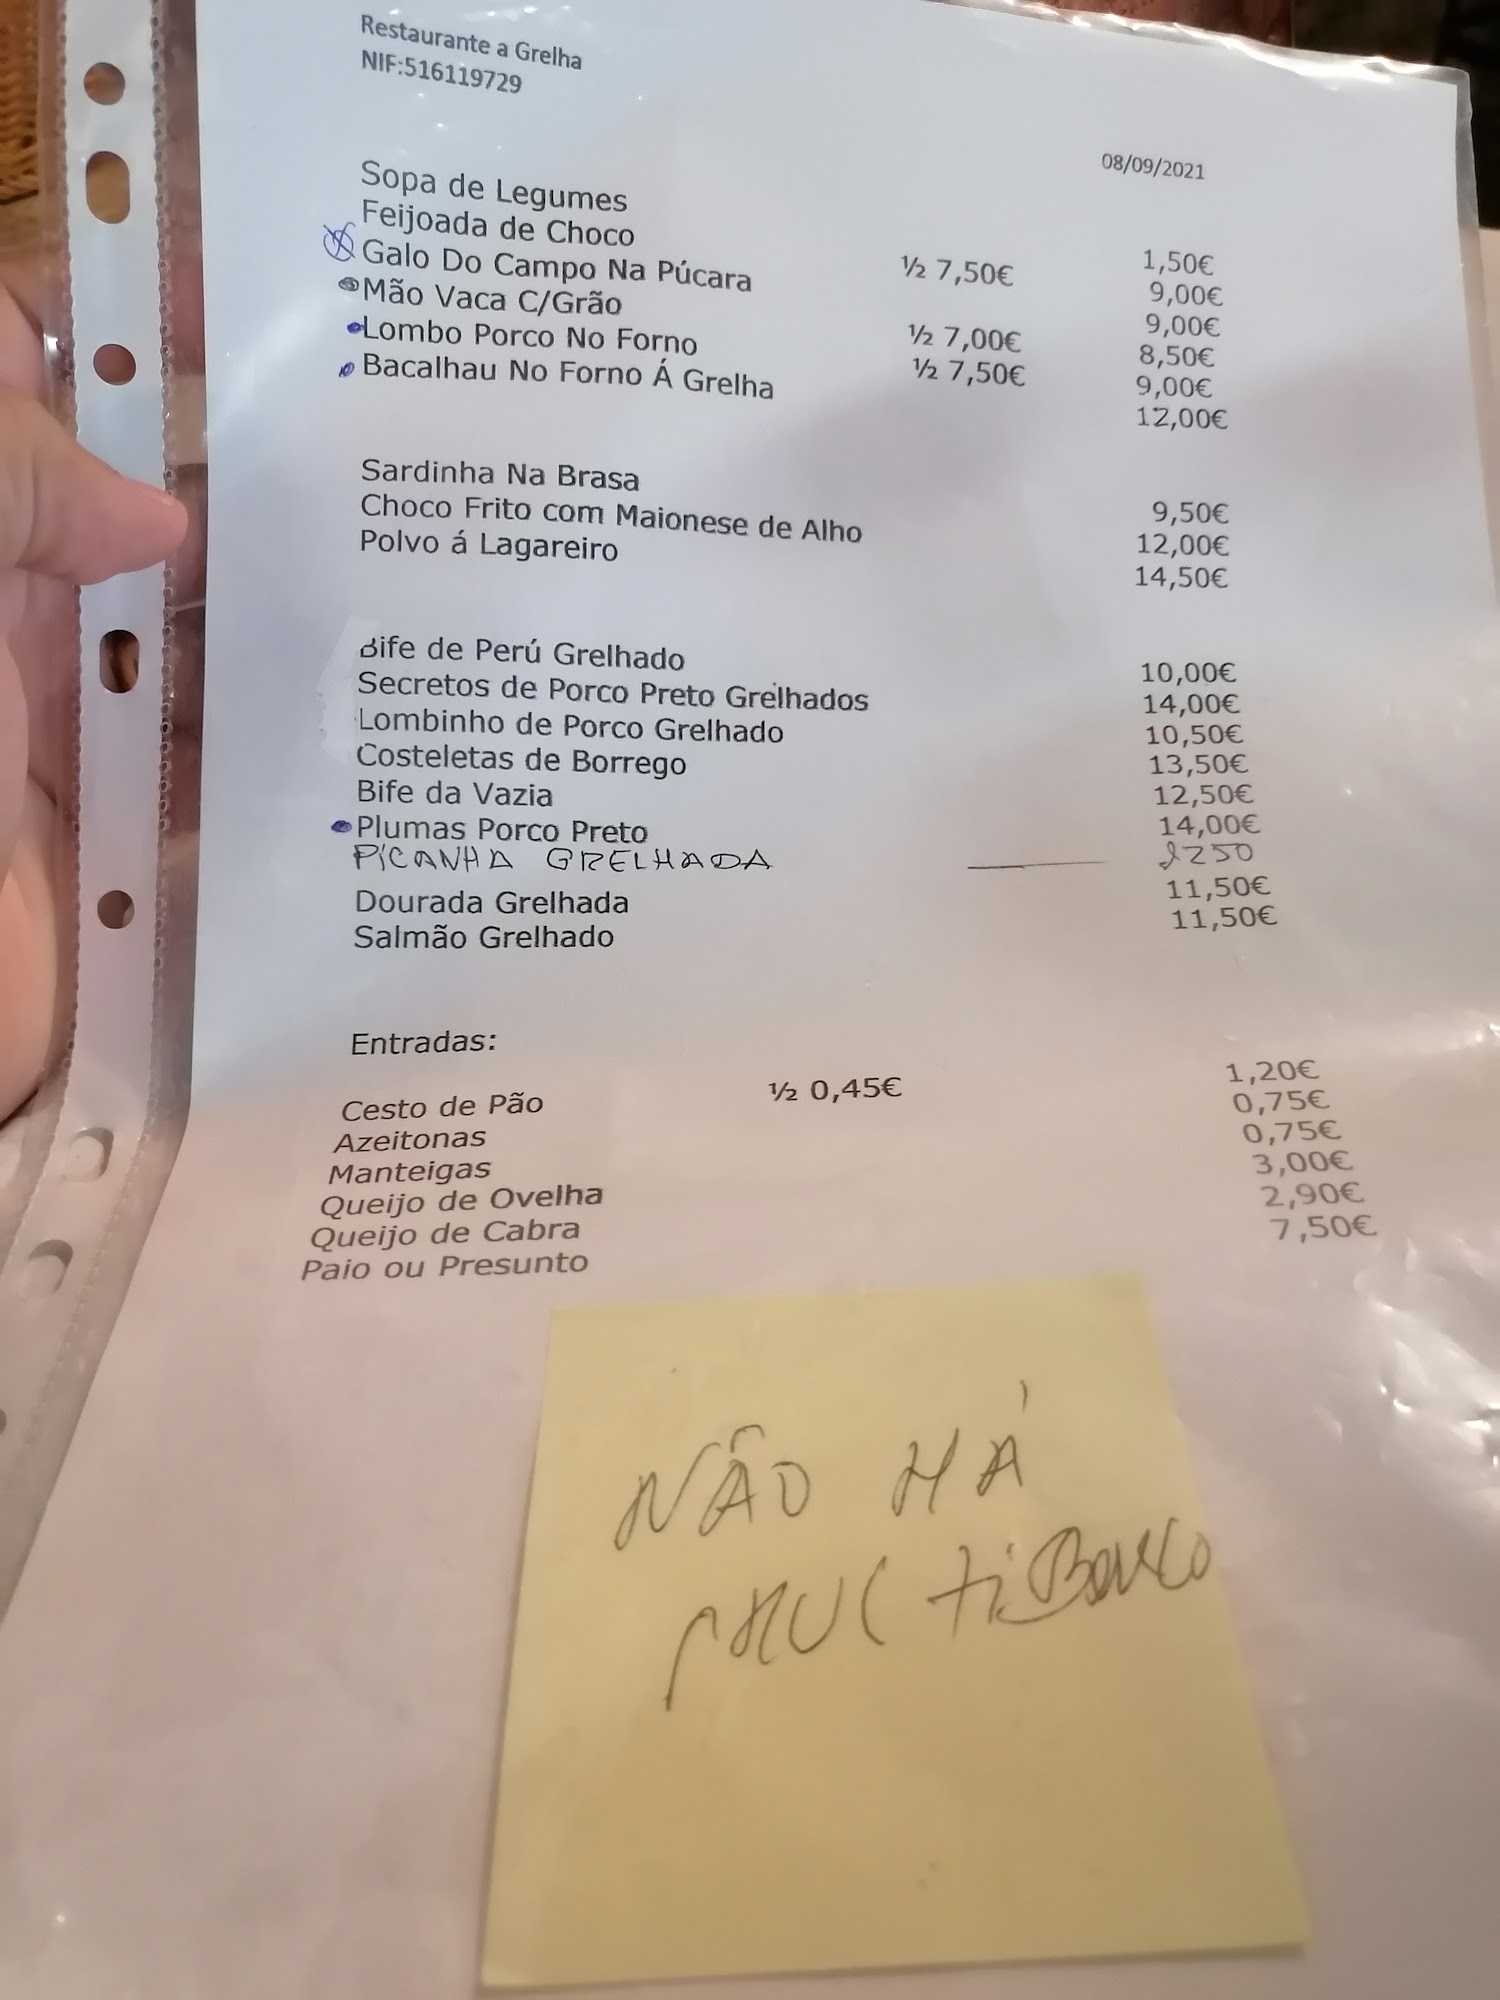 Restaurante a Grelha
NIF:516119729
08/09/2021
Sopa de Legumes 1,50€
Feijoada de Choco ½ 7,50€ 9,00€
Galo Do Campo Na Púcara 9,00€
Mão Vaca C/Grão ½ 7,00€ 8,50€
Lombo Porco No Forno ½ 7,50€ 9,00€
Bacalhau No Forno Á Grelha 12,00€
Sardinha Na Brasa 9,50€
Choco Frito com Maionese de Alho 12,00€
Polvo á Lagareiro 14,50€
Bife de Perú Grelhado 10,00€
Secretos de Porco Preto Grelhados 14,00€
Lombinho de Porco Grelhado 10,50€
Costeletas de Borrego 13,50€
Bife da Vazia 12,50€
Plumas Porco Preto 14,00€
PICANHA GRELHADA
Dourada Grelhada 11,50€
Salmão Grelhado 11,50€
Entradas:
Cesto de Pão ½ 0,45€ 1,20€
Azeitonas 0,75€
Manteigas 0,75€
Queijo de Ovelha 3,00€
Queijo de Cabra 2,90€
Paio ou Presunto 7,50€
NÃO HÁ
MULtiBanco